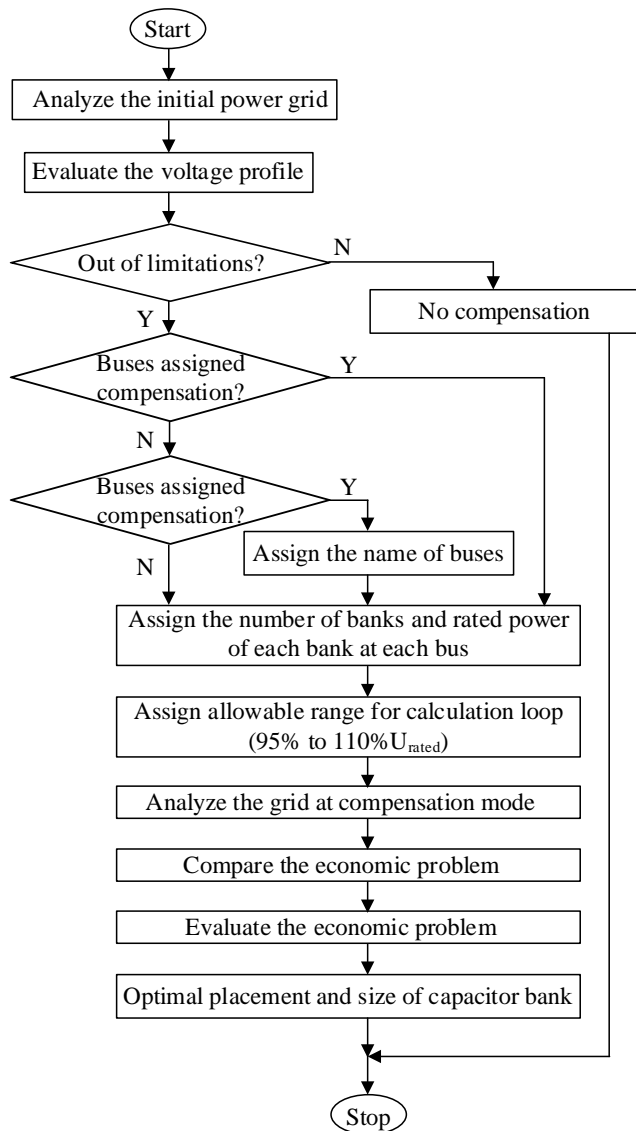 Start
Analyze the initial power grid
Evaluate the voltage profile
Out of limitations?
N
No compensation
Y
Buses assigned
compensation?
Y
N
Buses assigned
compensation?
Y
Assign the name of buses
N
Assign the number of banks and rated power
of each bank at each bus
Assign allowable range for calculation loop
(95% to 110%Urated)
Analyze the grid at compensation mode
Compare the economic problem
Evaluate the economic problem
Optimal placement and size of capacitor bank
Stop